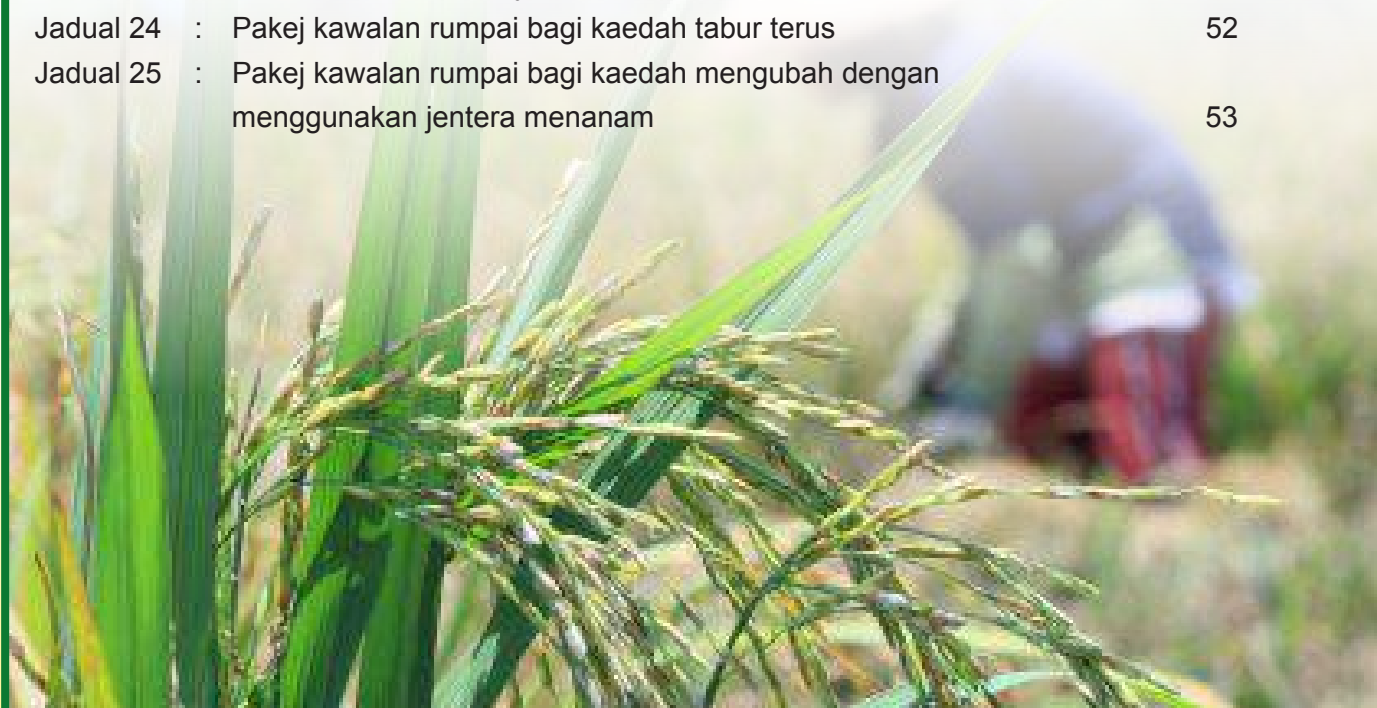 Jadual 24 : Pakej kawalan rumpai bagi kaedah tabur terus 52
Jadual 25 : Pakej kawalan rumpai bagi kaedah mengubah dengan
menggunakan jentera menanam 53